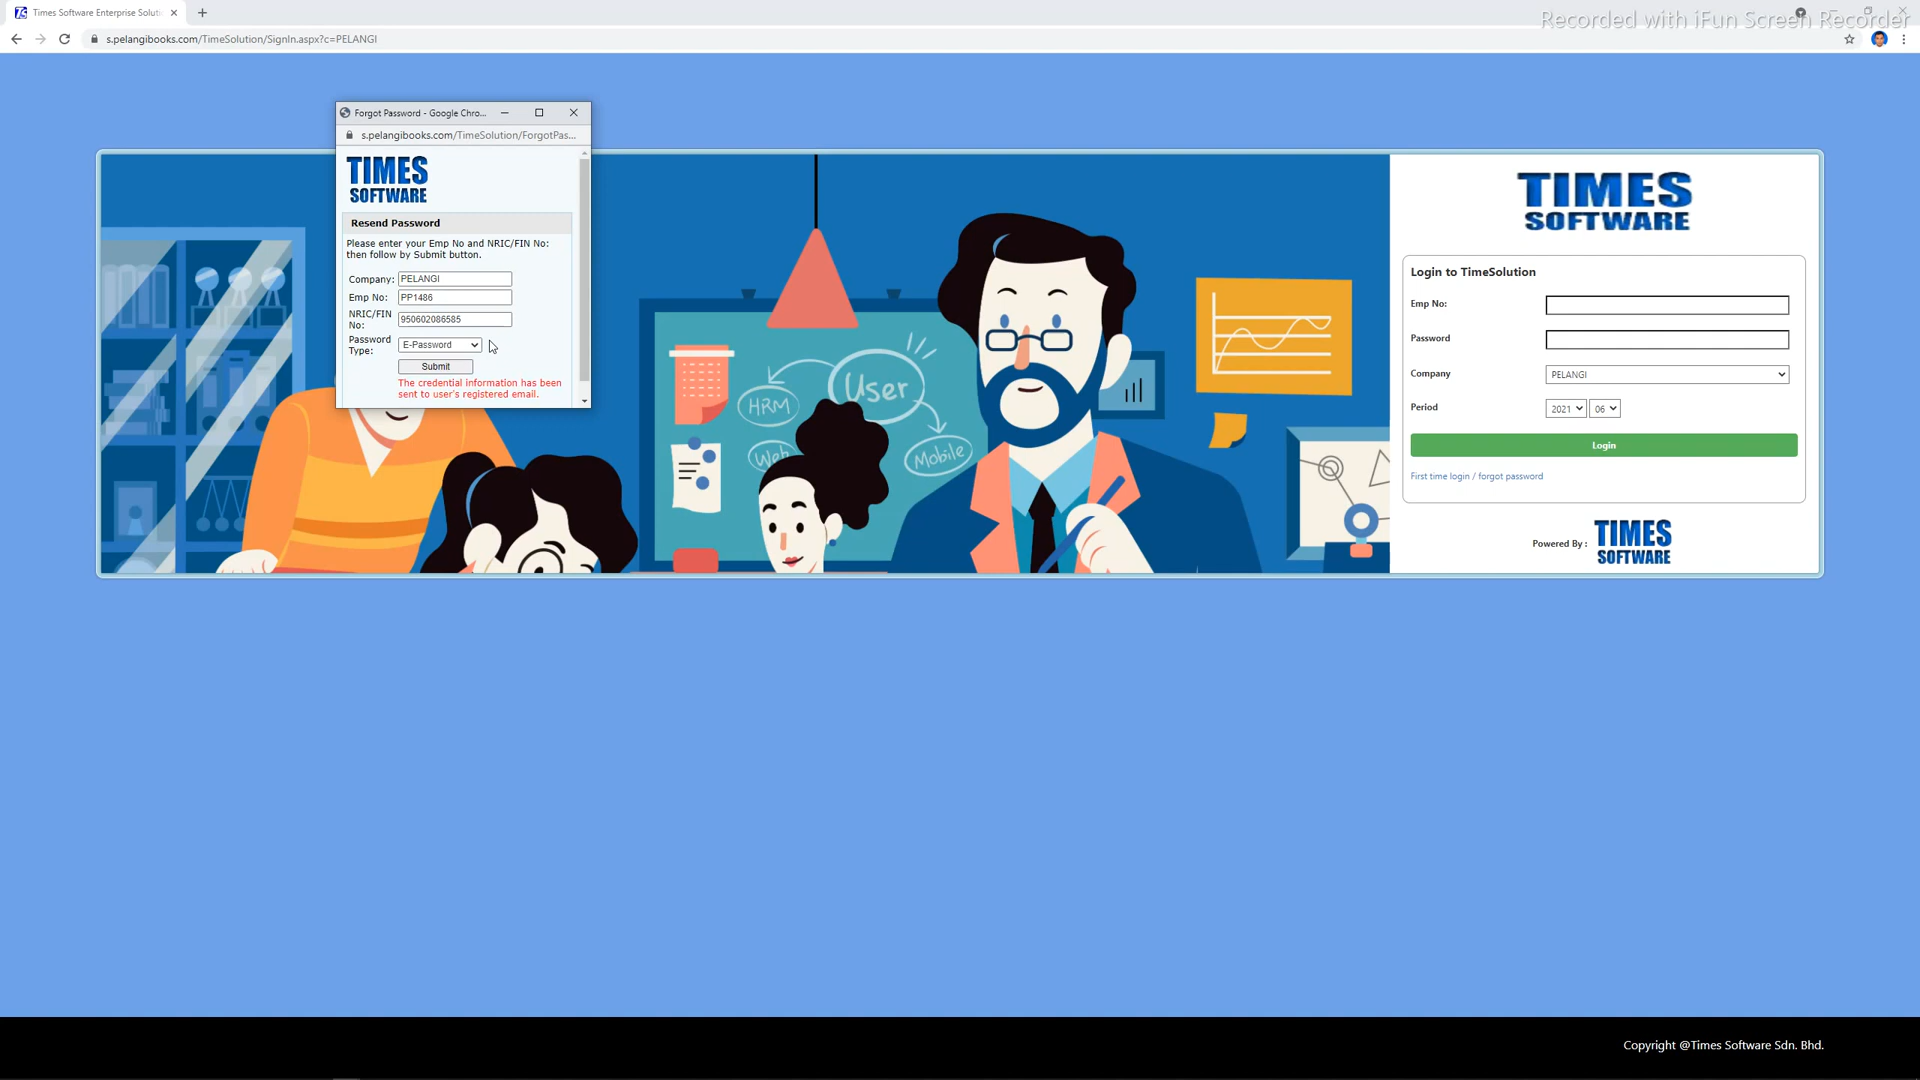 Times Software Enterprise Soluti
Recorded with iFun Screen Recorder
s.pelangibooks.com/TimeSolution/SignIn.aspx?c=PELANGI
Forgot Password - Google Chro...
s.pelangibooks.com/TimeSolution/ForgotPas...
TIMES
SOFTWARE
Resend Password
Please enter your Emp No and NRIC/FIN No:
then follow by Submit button.
Company: PELANGI
Emp No: PP1486
NRIC/FIN
No: 950602086585
Password
Type: E-Password
Submit
The credential information has been
sent to user's registered email.
User
HRM
Web
Mobile
TIMES
SOFTWARE
Login to TimeSolution
Emp No:
Password
Company PELANGI
Period 2021 06
Login
First time login / forgot password
Powered By : TIMES
SOFTWARE
Copyright @Times Software Sdn. Bhd.